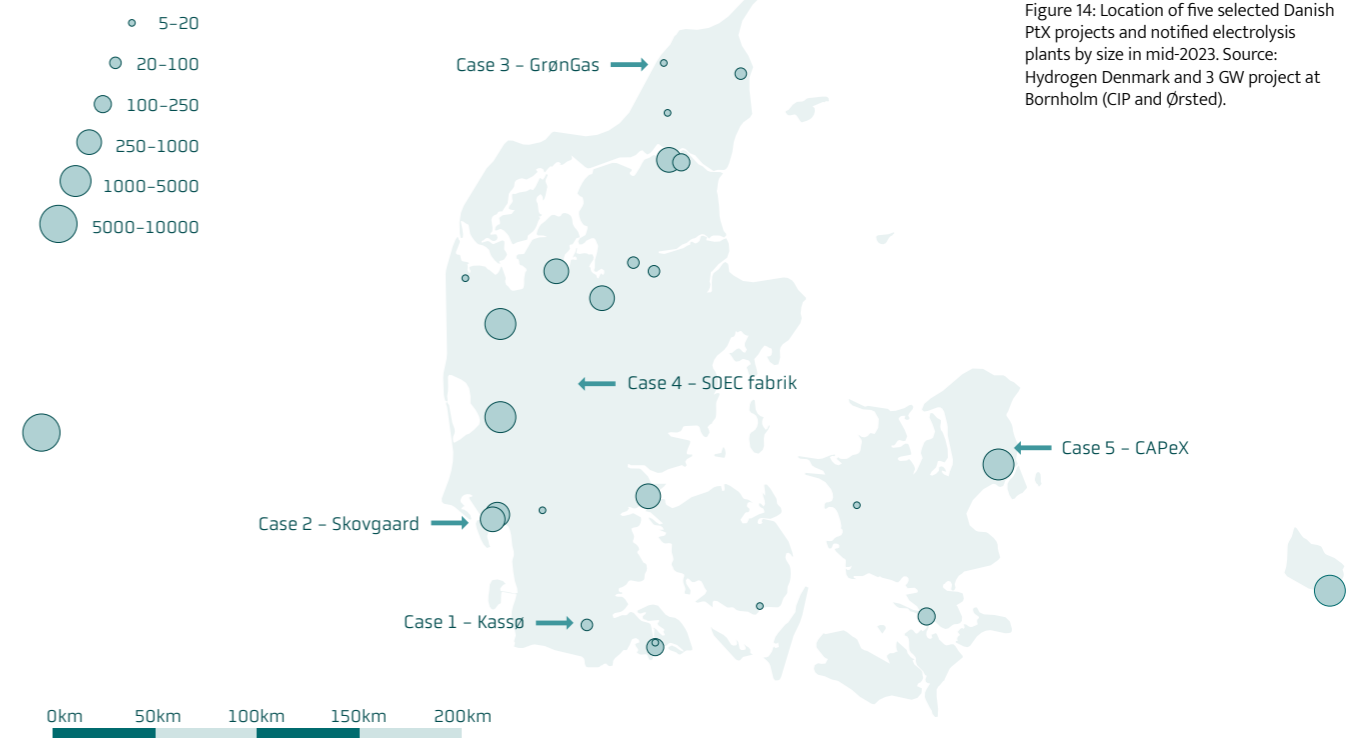 5–20
20–100
100–250
250–1000
1000–5000
5000–10000
Figure 14: Location of five selected Danish
PtX projects and notified electrolysis
plants by size in mid-2023. Source:
Hydrogen Denmark and 3 GW project at
Bornholm (CIP and Ørsted).
Case 3 – GrønGas
Case 4 – SOEC fabrik
Case 5 – CAPeX
Case 2 – Skovgaard
Case 1 – Kassø
0km 50km 100km 150km 200km